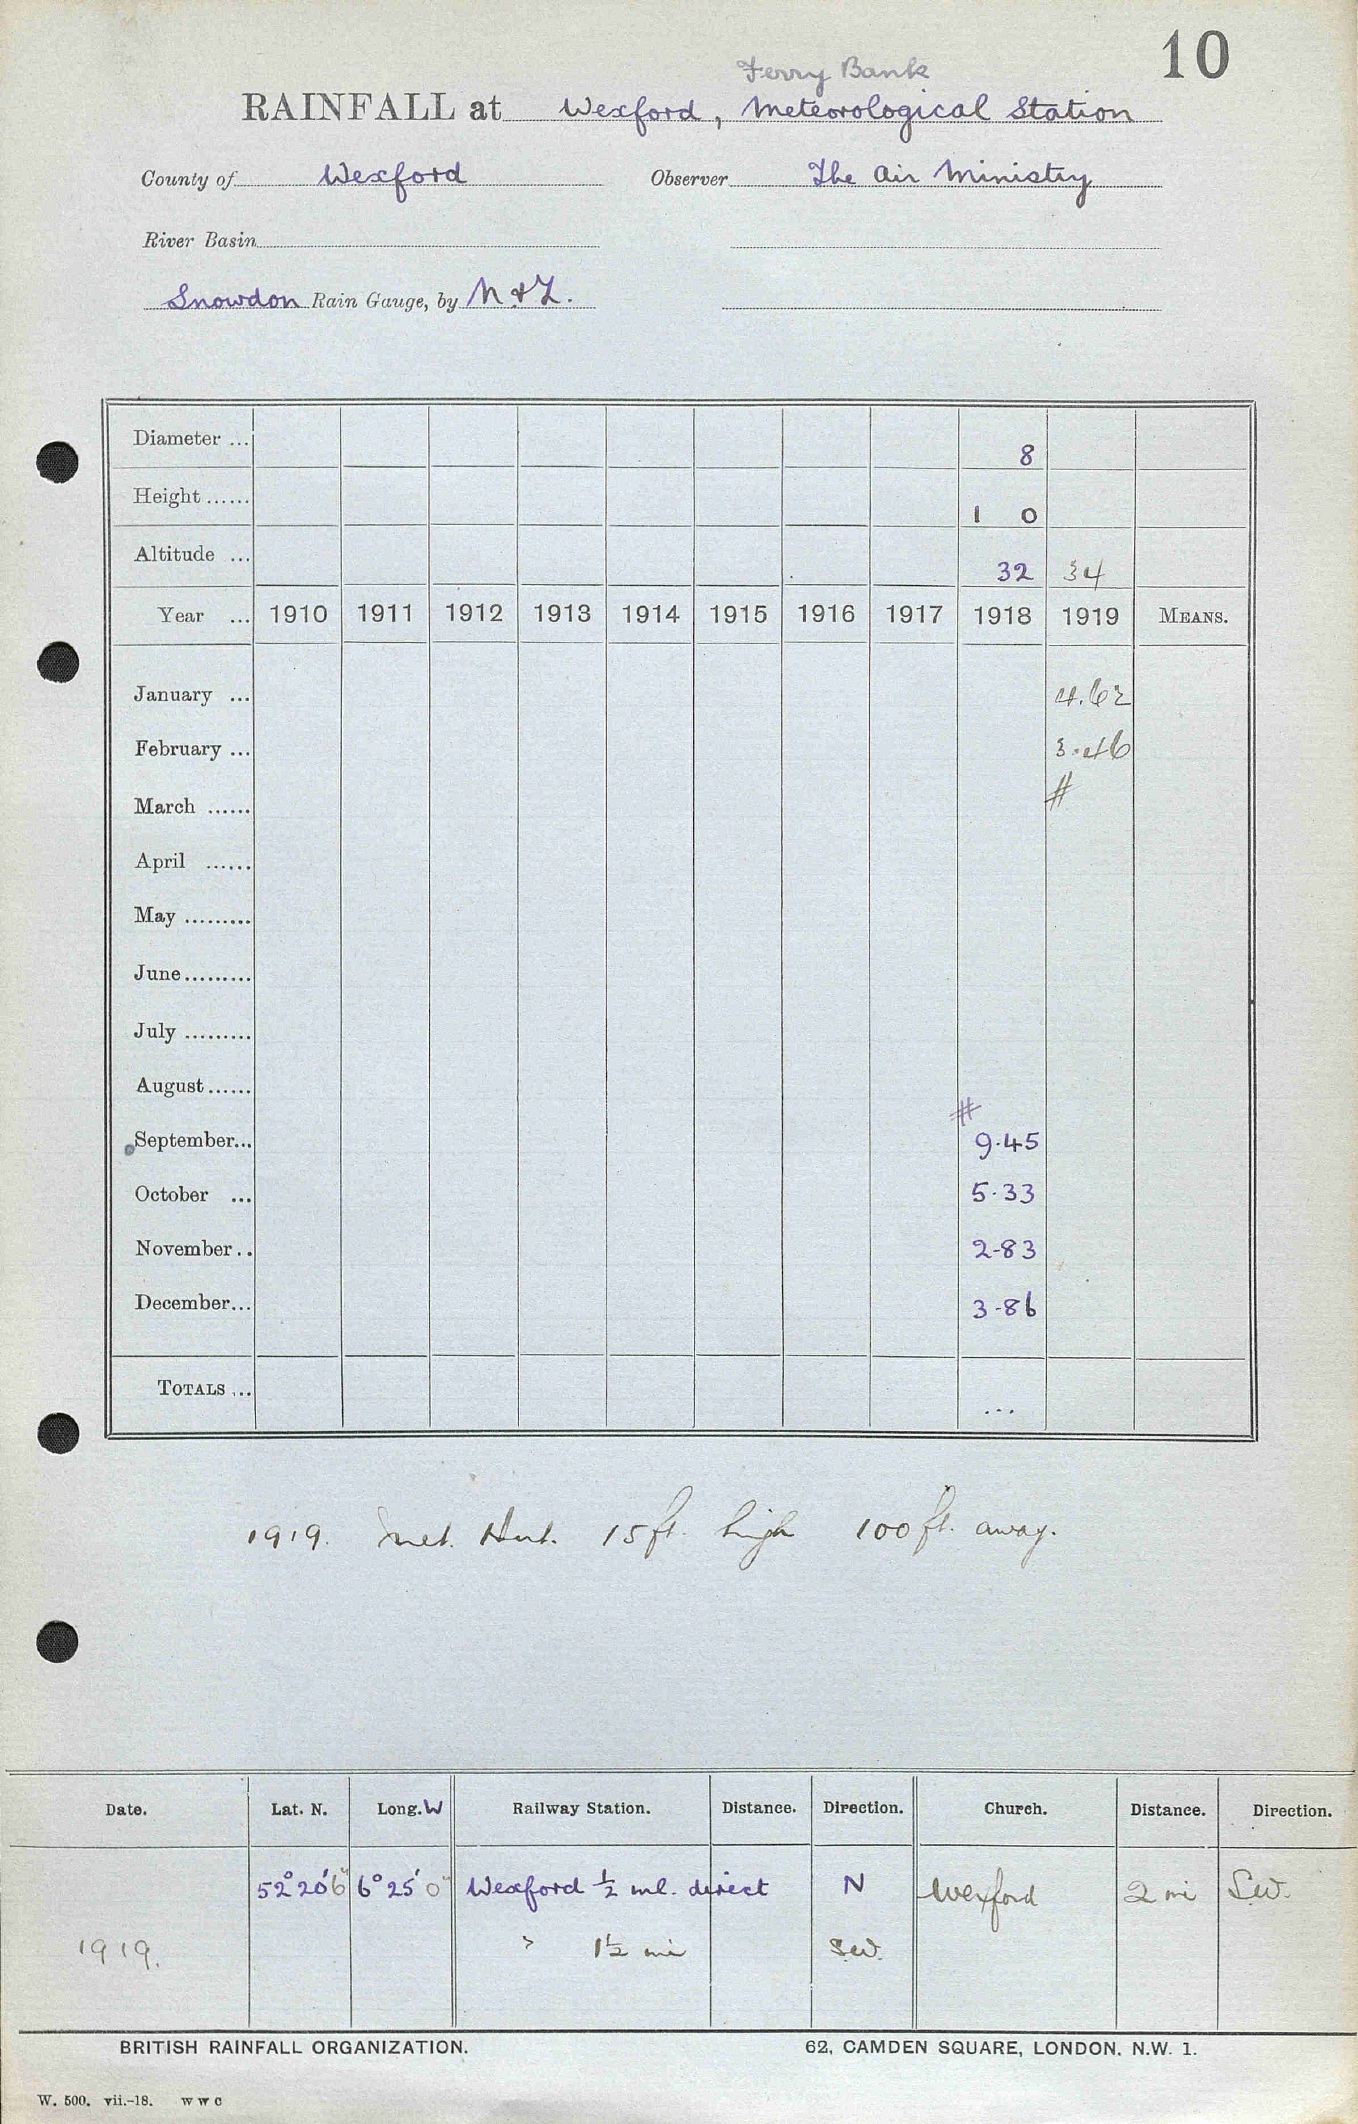 10
Ferry Bank
RAINFALL at Wexford, Meteorological Station
County of Wexford Observer The Air Ministry
River Basin
Snowdon Rain Gauge, by N & Z.
Diameter ... 8
Height ...... 1 0
Altitude ... 32 34
Year ... 1910 1911 1912 1913 1914 1915 1916 1917 1918 1919 MEANS.
January ... 4.62
February ... 3.46
March ...... #
April ......
May .........
June.........
July .........
August......
#
September... 9.45
October ... 5.33
November.. 2.83
December... 3.86
TOTALS ... ...
1919. Met. Hut. 15 ft. high 100 ft. away.
Date. Lat. N. Long. W Railway Station. Distance. Direction. Church. Distance. Direction.
52° 20' 6" 6° 25' 0" Wexford ½ ml. direct N Wexford 2 mi SW.
1919. " 1½ mi SW.
BRITISH RAINFALL ORGANIZATION. 62, CAMDEN SQUARE, LONDON. N.W. 1.
W. 500. vii.-18. W W C